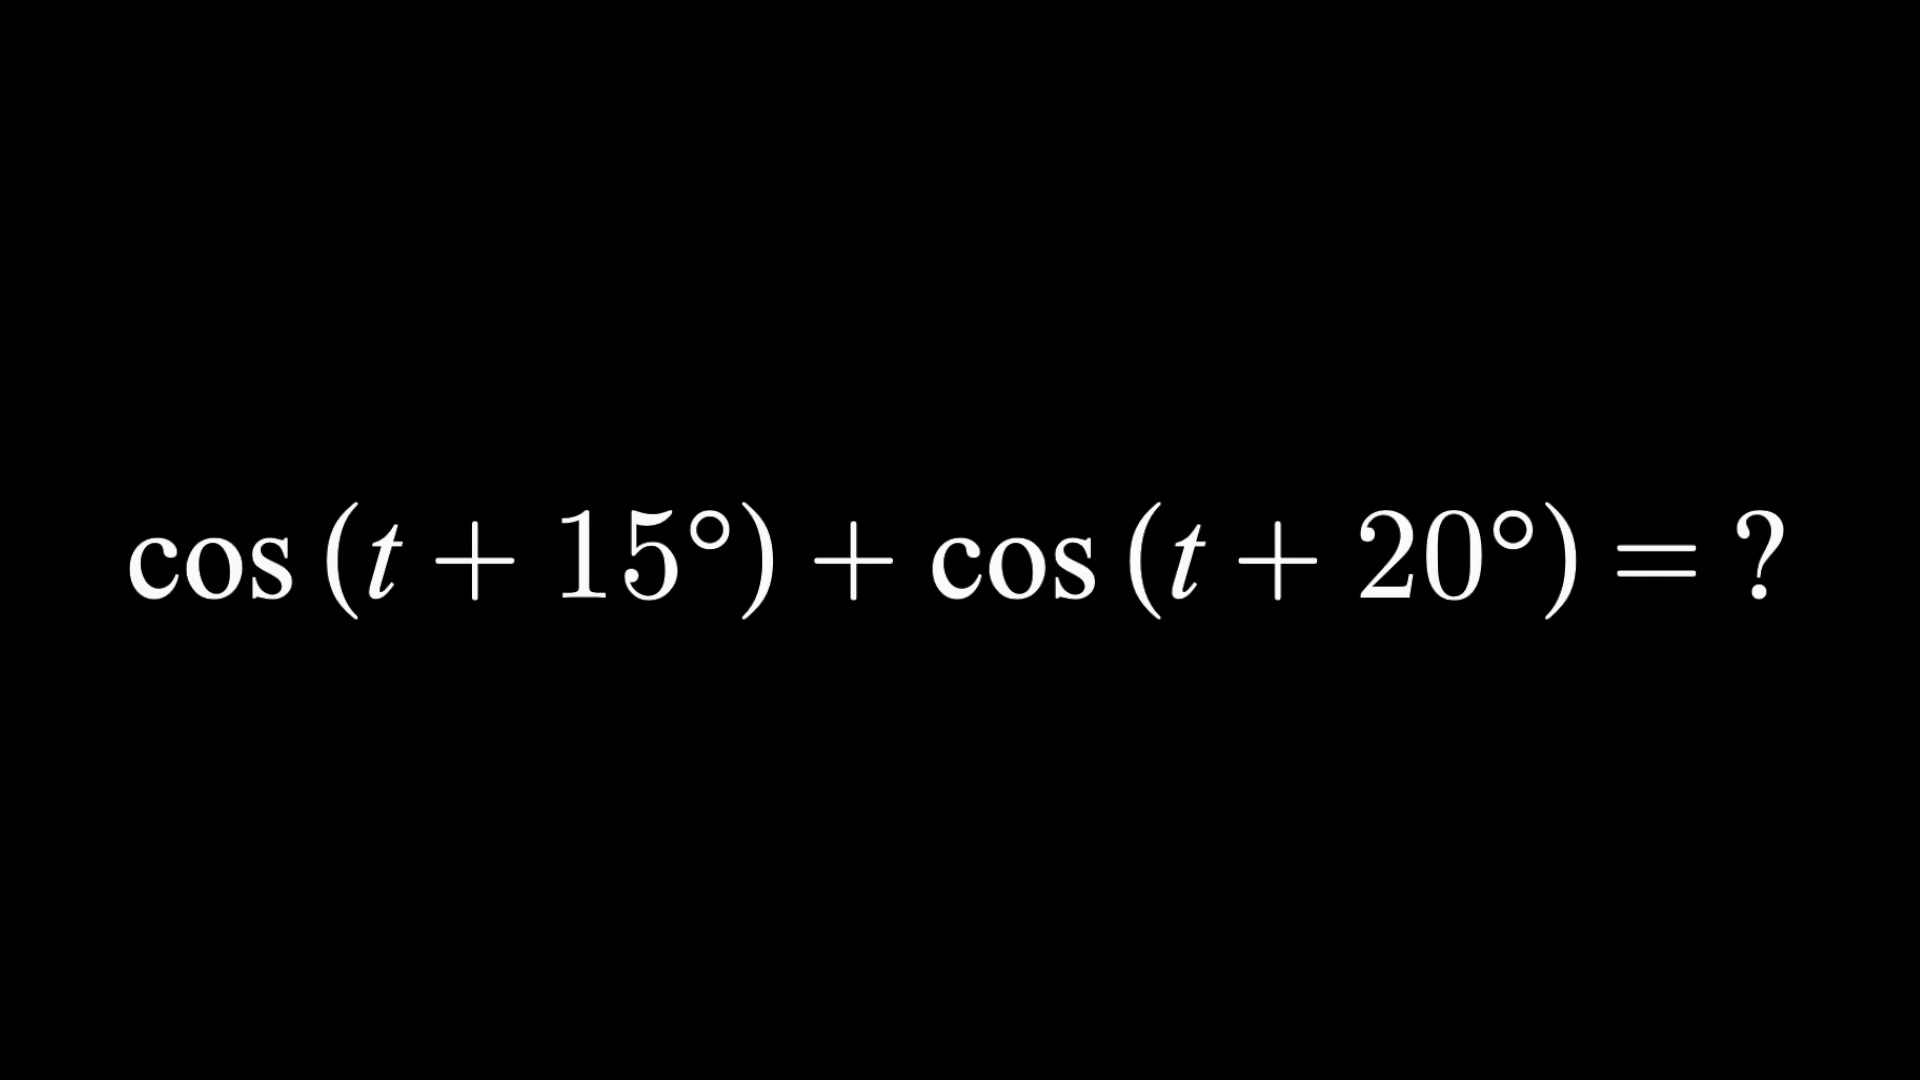 cos (t + 15°) + cos (t + 20°) = ?